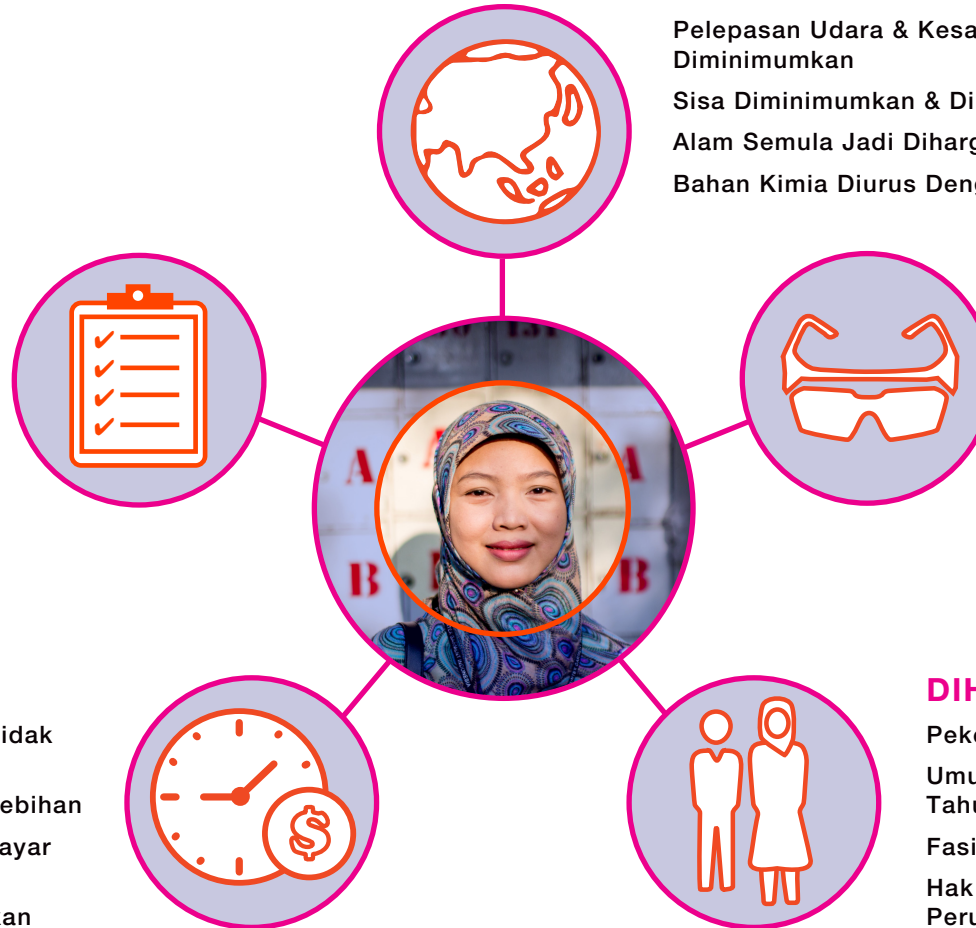 Pelepasan Udara & Kesa
Diminimumkan
Sisa Diminimumkan & Di
Alam Semula Jadi Diharg
Bahan Kimia Diurus Deng
A
A
B
B
idak
ebihan
ayar
kan
DIH
Peke
Umu
Tahu
Fasi
Hak
Peru
$